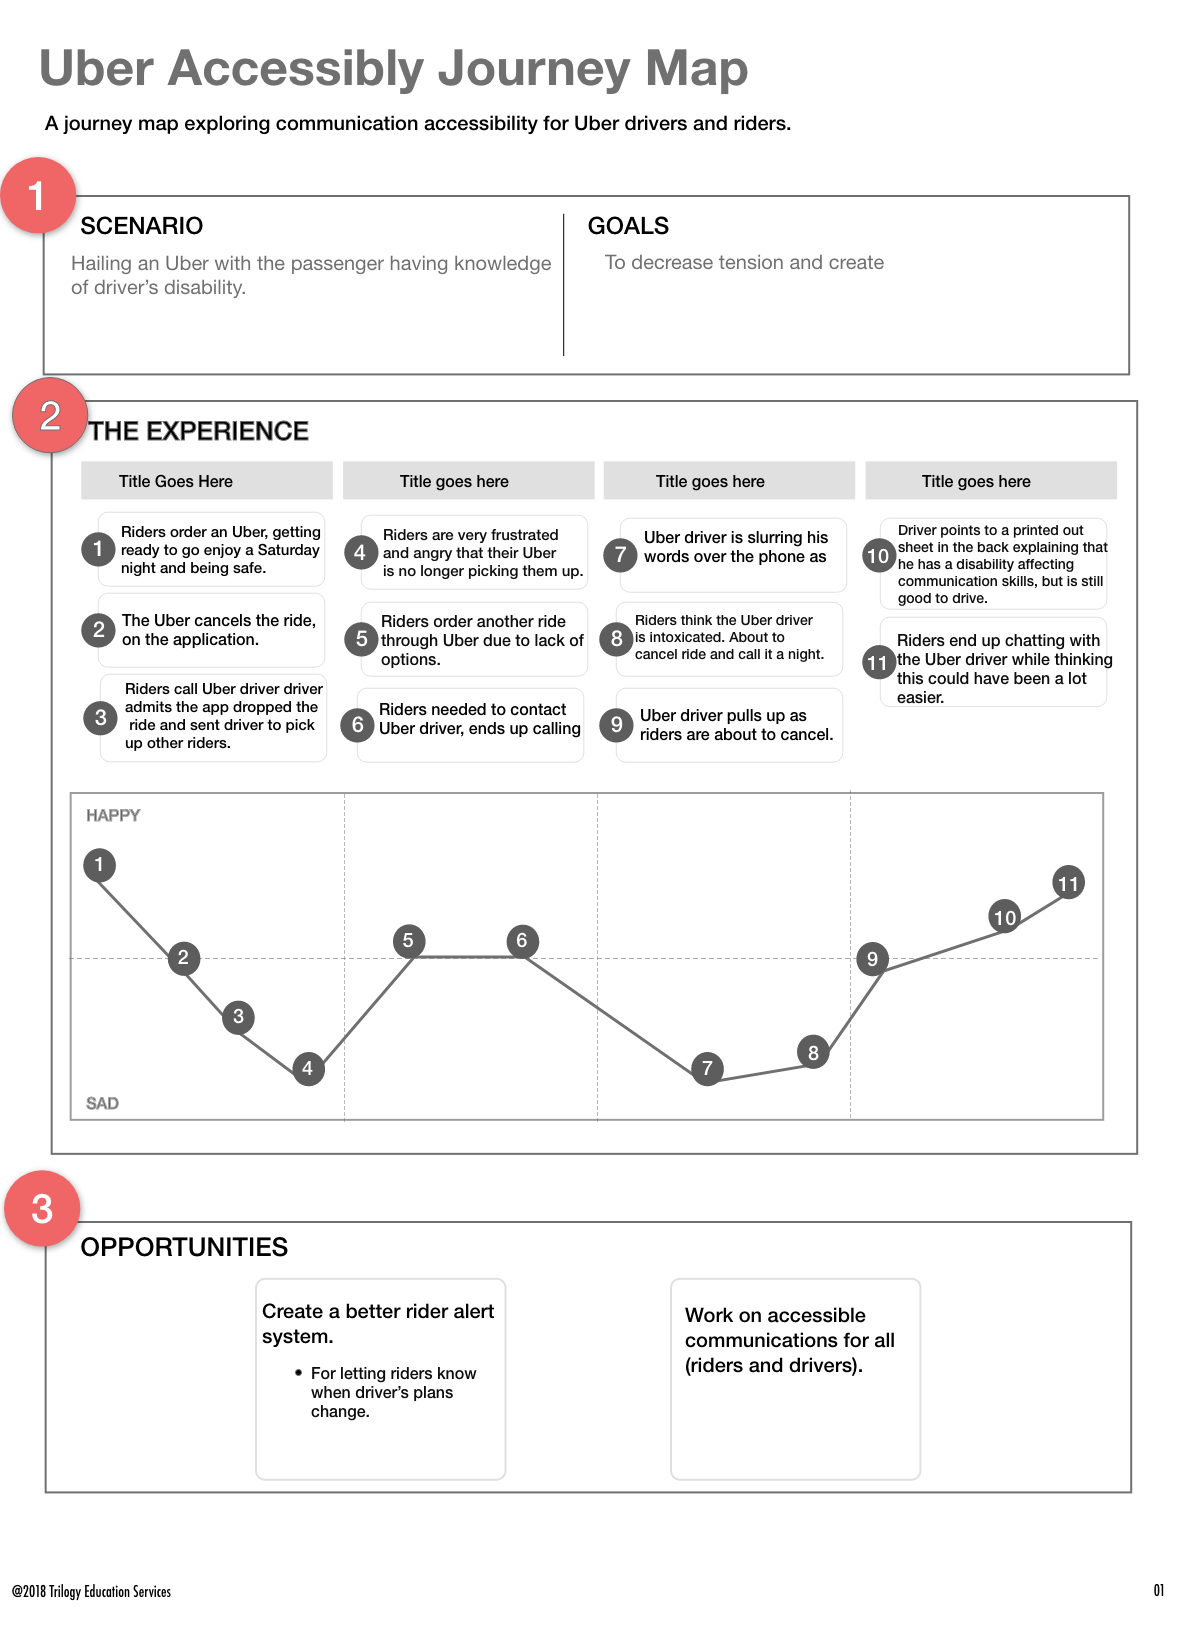 Uber Accessibly Journey Map
A journey map exploring communication accessibility for Uber drivers and riders.
1
SCENARIO
Hailing an Uber with the passenger having knowledge
of driver’s disability.
GOALS
To decrease tension and create
2
THE EXPERIENCE
Title Goes Here
Title goes here
Title goes here
Title goes here
1
Riders order an Uber, getting
ready to go enjoy a Saturday
night and being safe.
2
The Uber cancels the ride,
on the application.
3
Riders call Uber driver driver
admits the app dropped the
ride and sent driver to pick
up other riders.
4
Riders are very frustrated
and angry that their Uber
is no longer picking them up.
5
Riders order another ride
through Uber due to lack of
options.
6
Riders needed to contact
Uber driver, ends up calling
7
Uber driver is slurring his
words over the phone as
8
Riders think the Uber driver
is intoxicated. About to
cancel ride and call it a night.
9
Uber driver pulls up as
riders are about to cancel.
10
Driver points to a printed out
sheet in the back explaining that
he has a disability affecting
communication skills, but is still
good to drive.
11
Riders end up chatting with
the Uber driver while thinking
this could have been a lot
easier.
HAPPY
1
2
3
4
5
6
7
8
9
10
11
SAD
3
OPPORTUNITIES
Create a better rider alert
system.
• For letting riders know
when driver’s plans
change.
Work on accessible
communications for all
(riders and drivers).
@2018 Trilogy Education Services
01